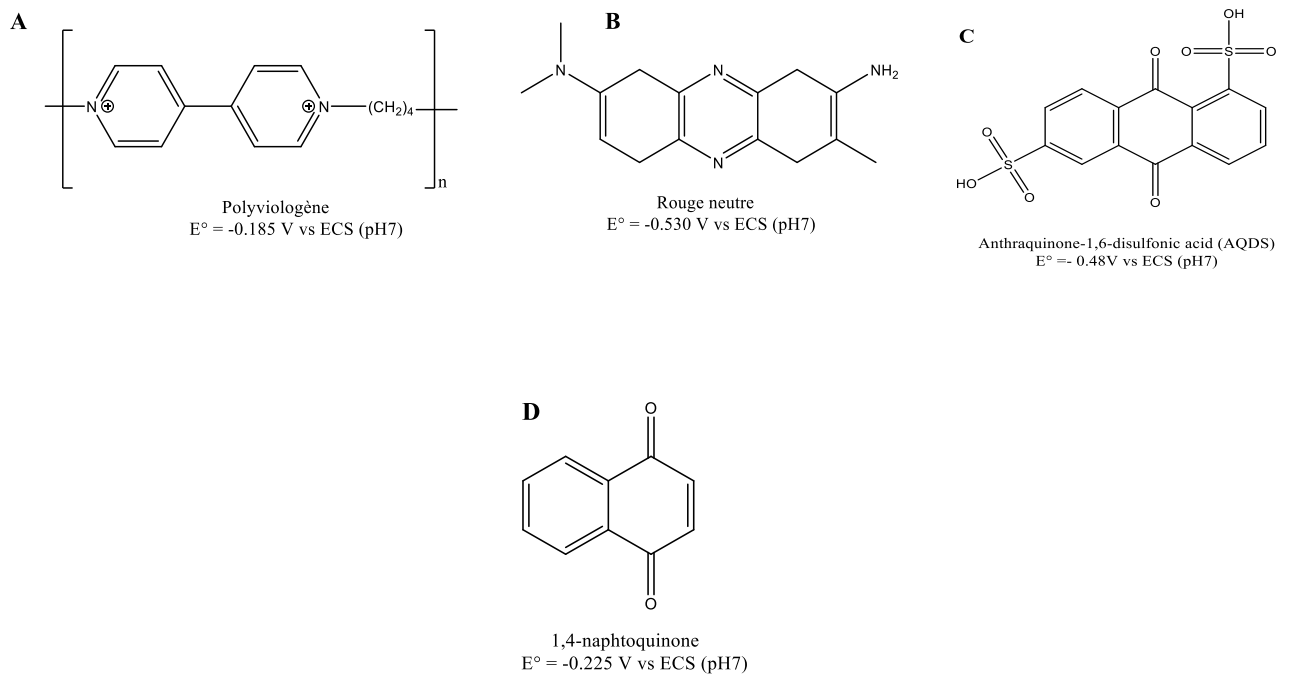 A
N
⊕
⊕
N
(CH₂)₄
n
Polyviologène
E° = -0.185 V vs ECS (pH7)
B
N
N
NH₂
N
Rouge neutre
E° = -0.530 V vs ECS (pH7)
C
OH
O
S
O
O
O
S
HO
O
O
Anthraquinone-1,6-disulfonic acid (AQDS)
E° =- 0.48V vs ECS (pH7)
D
O
O
1,4-naphtoquinone
E° = -0.225 V vs ECS (pH7)